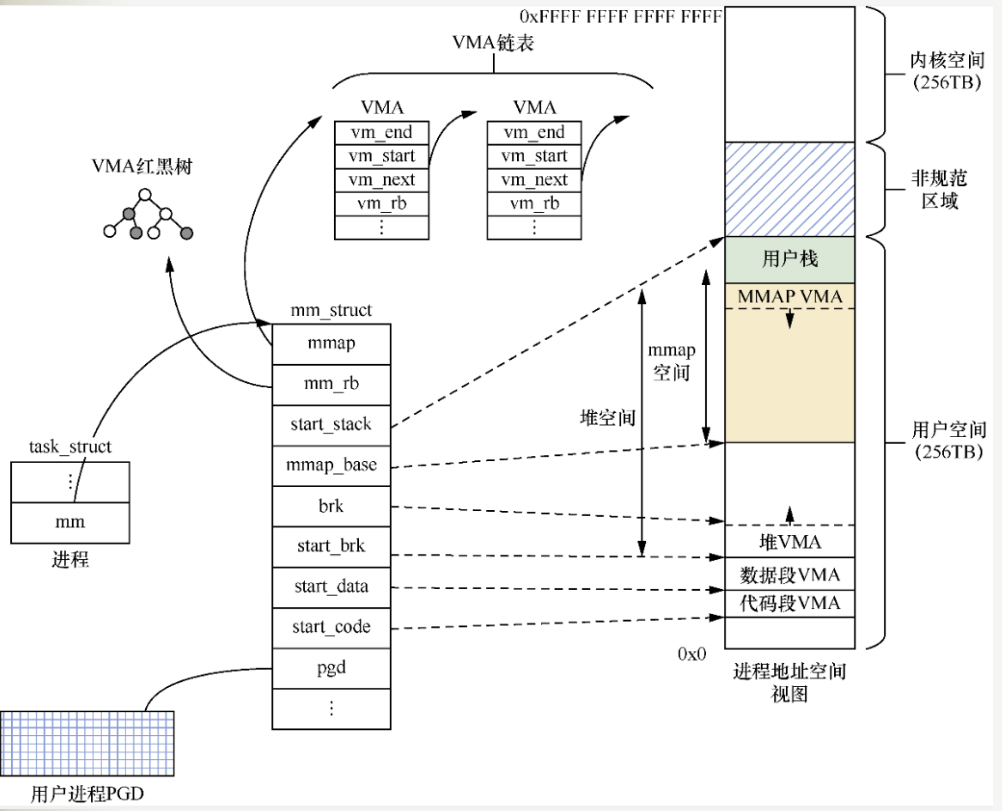 0xFFFF FFFF FFFF FFFF
VMA链表
内核空间
(256TB)
VMA
vm_end
vm_start
vm_next
vm_rb
⋮
VMA
vm_end
vm_start
vm_next
vm_rb
⋮
VMA红黑树
非规范
区域
用户栈
MMAP VMA
mmap
空间
堆空间
用户空间
(256TB)
堆VMA
数据段VMA
代码段VMA
0x0
进程地址空间
视图
mm_struct
mmap
mm_rb
start_stack
mmap_base
brk
start_brk
start_data
start_code
pgd
⋮
task_struct
⋮
mm
进程
用户进程PGD